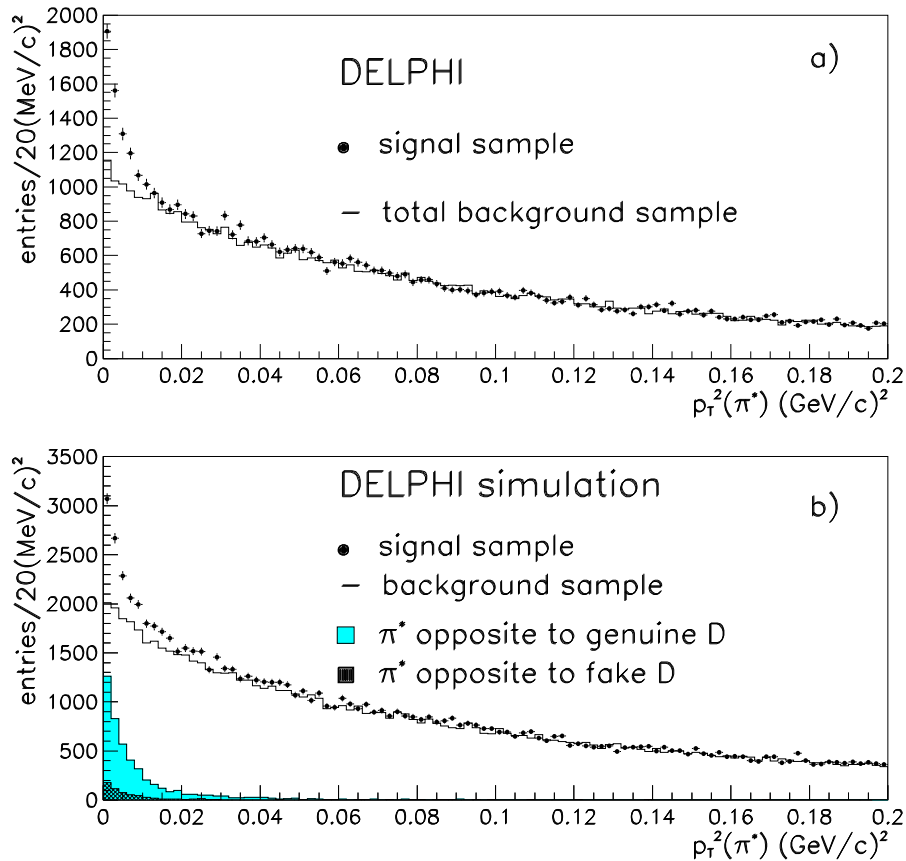 entries/20(MeV/c)²
2000
1800
1600
1400
1200
1000
800
600
400
200
0
DELPHI
a)
signal sample
total background sample
0 0.02 0.04 0.06 0.08 0.1 0.12 0.14 0.16 0.18 0.2
p_T²(π*) (GeV/c)²
entries/20(MeV/c)²
3500
3000
2500
2000
1500
1000
500
0
DELPHI simulation
b)
signal sample
background sample
π* opposite to genuine D
π* opposite to fake D
0 0.02 0.04 0.06 0.08 0.1 0.12 0.14 0.16 0.18 0.2
p_T²(π*) (GeV/c)²